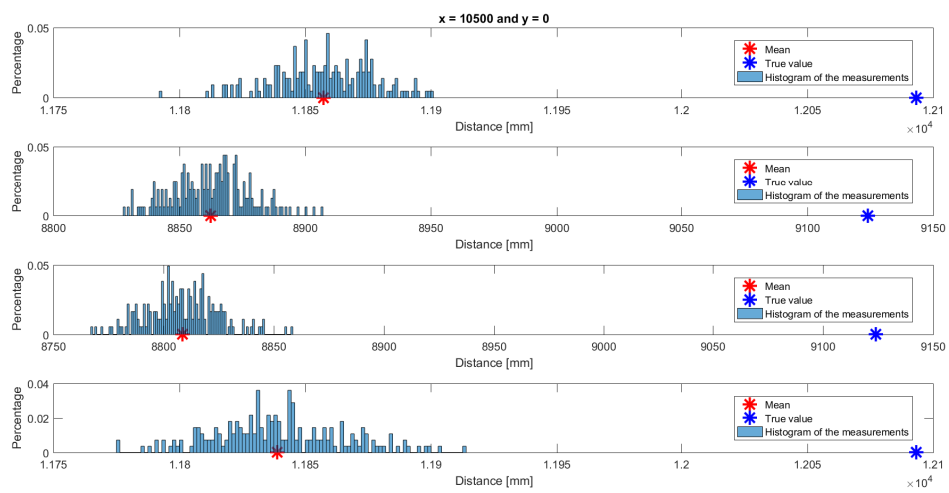 x = 10500 and y = 0
Percentage
0.05
0
Mean
True value
Histogram of the measurements
1.175 1.18 1.185 1.19 1.195 1.2 1.205 1.21
Distance [mm]
×10⁴
Percentage
0.05
0
Mean
True value
Histogram of the measurements
8800 8850 8900 8950 9000 9050 9100 9150
Distance [mm]
Percentage
0.05
0
Mean
True value
Histogram of the measurements
8750 8800 8850 8900 8950 9000 9050 9100 9150
Distance [mm]
Percentage
0.04
0.02
0
Mean
True value
Histogram of the measurements
1.175 1.18 1.185 1.19 1.195 1.2 1.205 1.21
Distance [mm]
×10⁴